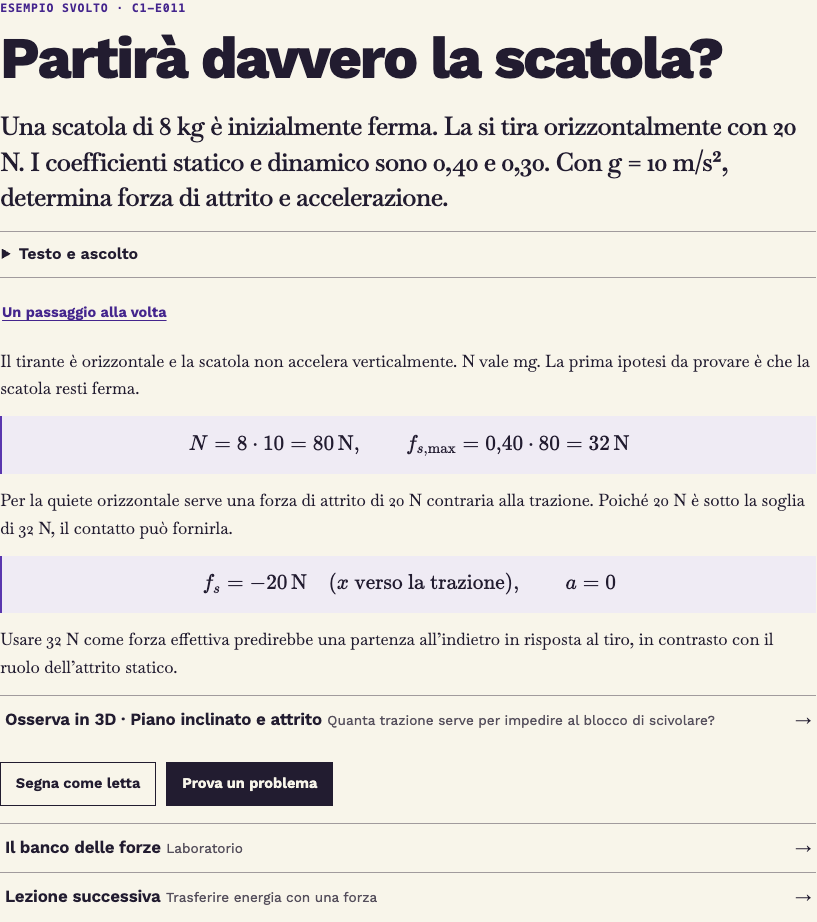 ESEMPIO SVOLTO · C1-E011
Partirà davvero la scatola?
Una scatola di 8 kg è inizialmente ferma. La si tira orizzontalmente con 20
N. I coefficienti statico e dinamico sono 0,40 e 0,30. Con g = 10 m/s²,
determina forza di attrito e accelerazione.
▶ Testo e ascolto
Un passaggio alla volta
Il tirante è orizzontale e la scatola non accelera verticalmente. N vale mg. La prima ipotesi da provare è che la
scatola resti ferma.
N = 8 · 10 = 80 N, f_{s,max} = 0,40 · 80 = 32 N
Per la quiete orizzontale serve una forza di attrito di 20 N contraria alla trazione. Poiché 20 N è sotto la soglia
di 32 N, il contatto può fornirla.
f_s = −20 N (x verso la trazione), a = 0
Usare 32 N come forza effettiva predirebbe una partenza all’indietro in risposta al tiro, in contrasto con il
ruolo dell’attrito statico.
Osserva in 3D · Piano inclinato e attrito Quanta trazione serve per impedire al blocco di scivolare? →
Segna come letta Prova un problema
Il banco delle forze Laboratorio →
Lezione successiva Trasferire energia con una forza →